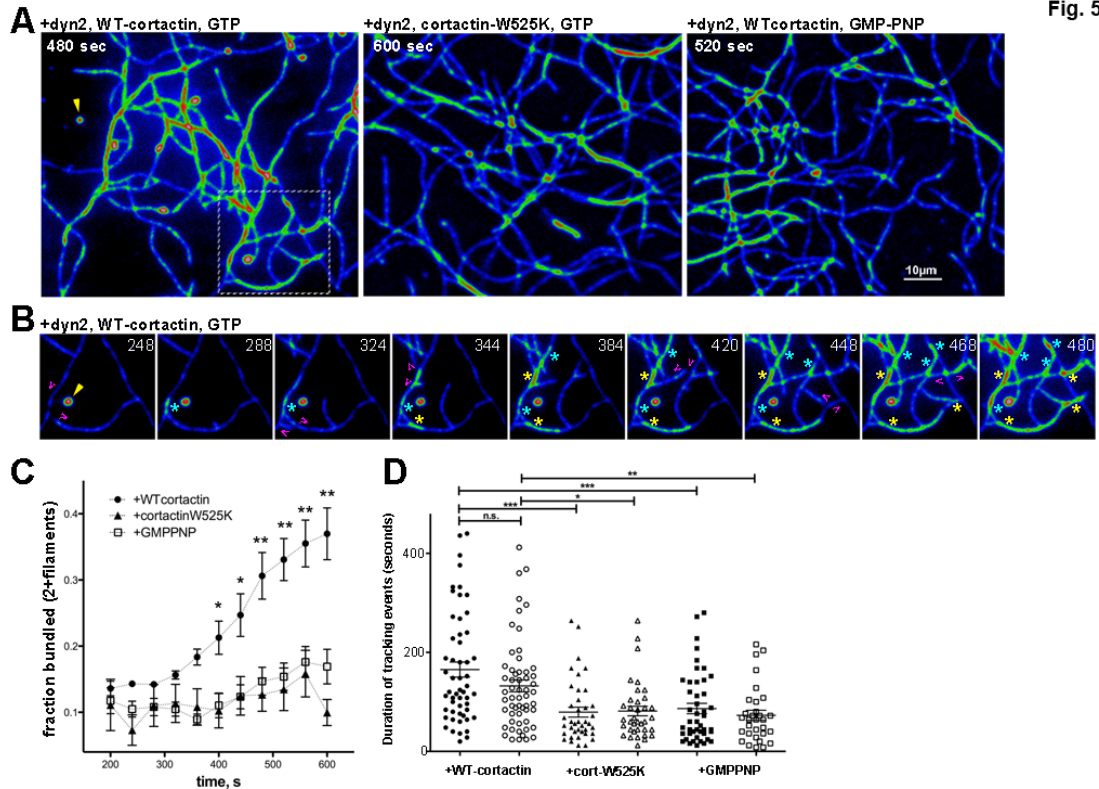 Fig. 5
A
+dyn2, WT-cortactin, GTP
480 sec
+dyn2, cortactin-W525K, GTP
600 sec
+dyn2, WTcortactin, GMP-PNP
520 sec
10µm
B
+dyn2, WT-cortactin, GTP
248
288
324
344
384
420
448
468
480
C
+WTcortactin
+cortactinW525K
+GMPPNP
fraction bundled (2+filaments)
0.4
0.3
0.2
0.1
* * ** ** ** **
200 300 400 500 600
time, s
D
**
***
*
***
n.s.
Duration of tracking events (seconds)
400
200
0
+WT-cortactin +cort-W525K +GMPPNP